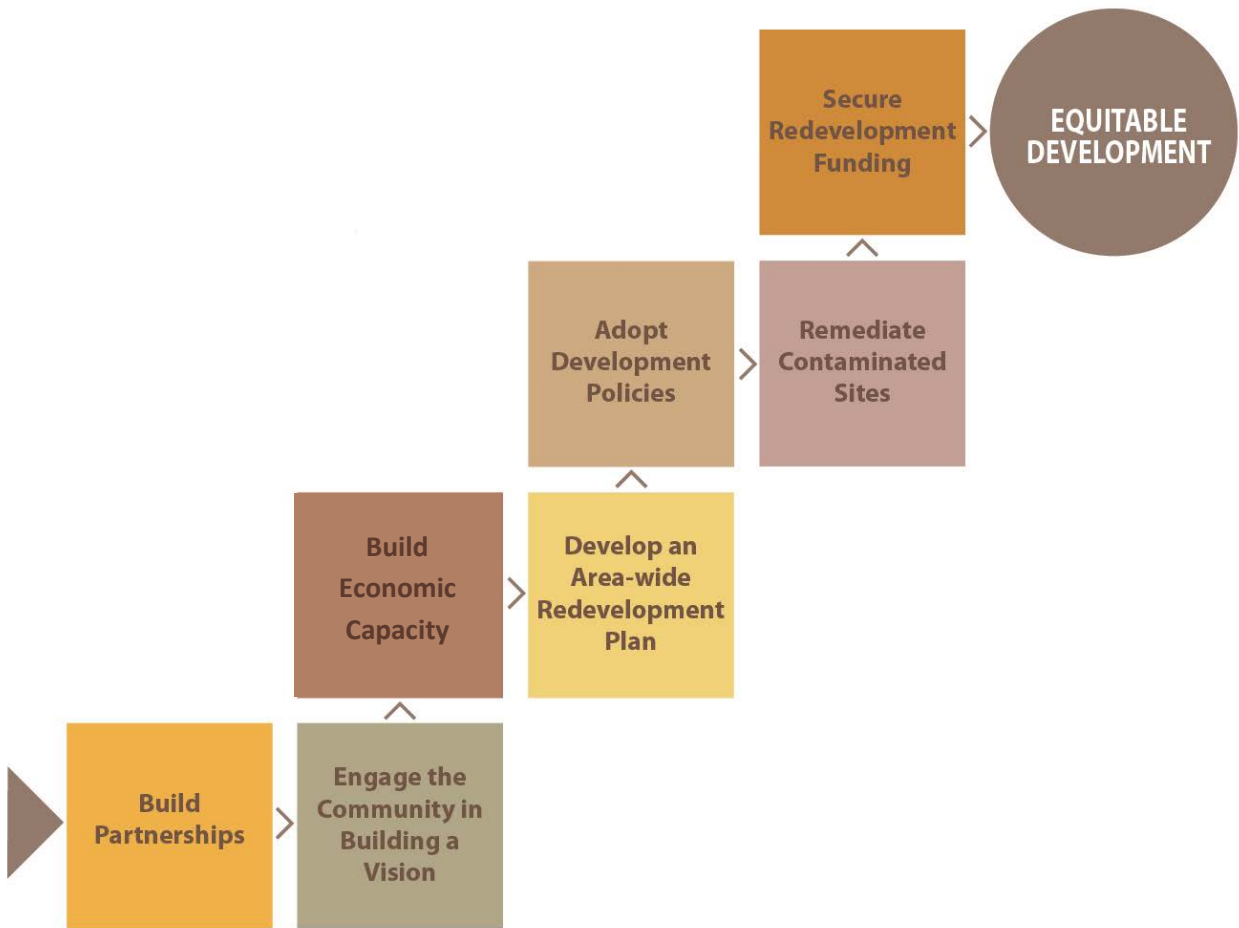 Build
Partnerships
Engage the
Community in
Building a
Vision
Build
Economic
Capacity
Develop an
Area-wide
Redevelopment
Plan
Adopt
Development
Policies
Remediate
Contaminated
Sites
Secure
Redevelopment
Funding
EQUITABLE
DEVELOPMENT